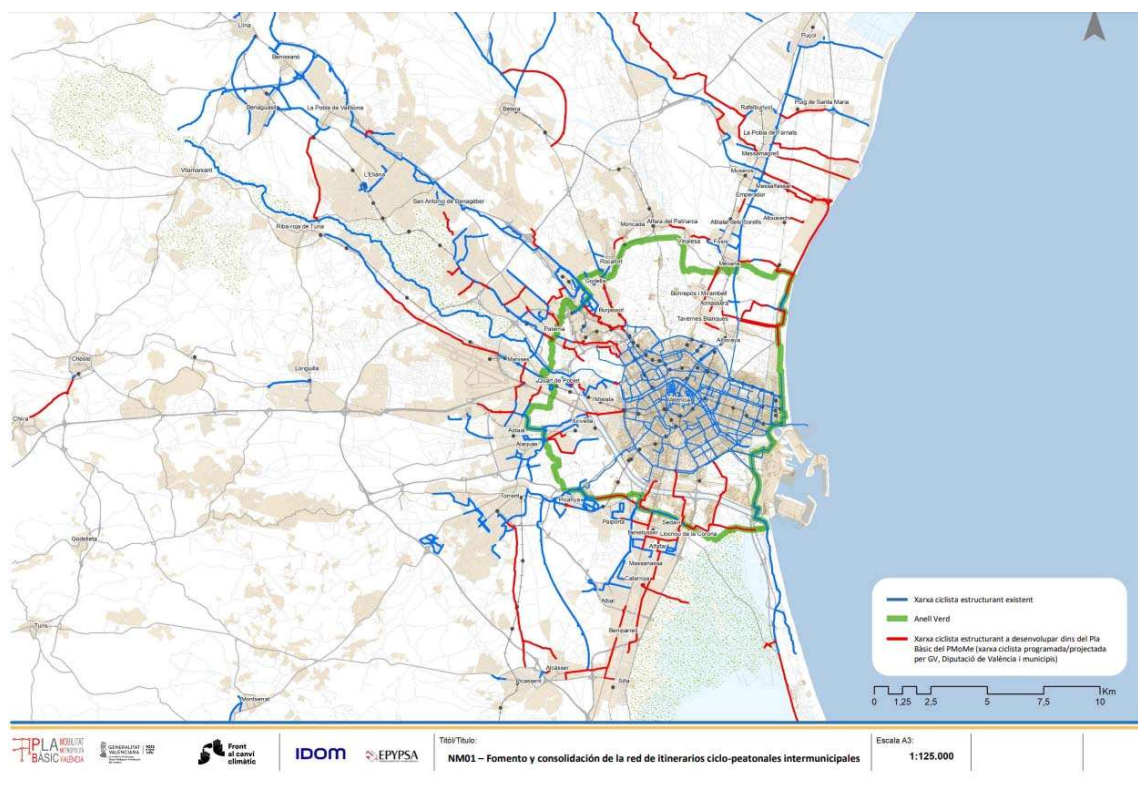 Llíria
Puçol
Benissanó
Benaguasil
La Pobla de Vallbona
Bétera
Rafelbunyol
Plag de Santa Maria
La Pobla de Farnals
Massamagrell
Museros
Massalfassar
Emperador
Vilamarxant
L'Eliana
San Antonio de Benagéber
Riba-roja de Túria
Moncada
Alfara del Patriarca
Albalat dels Sorells
Albuixech
Vinalesa
Foios
Meliana
Rocafort
Godella
Bonrepòs i Mirambell
Almàssera
Burjassot
Tavernes Blanques
Paterna
Alboraya
Manises
Cheste
Loriguilla
Quart de Poblet
Mislata
València
Chiva
Xirivella
Aldaia
Alaquàs
Torrent
Picanya
Paiporta
Sedaví
Benetússer
Llocnou de la Corona
Alfafar
Massanassa
Catarroja
Godelleta
Albal
Beniparrell
Turís
Alcàsser
Picassent
Silla
Montserrat
Xarxa ciclista estructurant existent
Anell Verd
Xarxa ciclista estructurant a desenvolupar dins del Pla
Bàsic del PMoMe (xarxa ciclista programada/projectada
per GV, Diputació de València i municipis)
0 1,25 2,5 5 7,5 10 Km
PLA BÀSIC
MOBILITAT
METROPOLITANA
VALÈNCIA
GENERALITAT
VALENCIANA
Front
al canvi
climàtic
IDOM
EPYPSA
Títól/Título:
NM01 – Fomento y consolidación de la red de itinerarios ciclo-peatonales intermunicipales
Escala A3:
1:125.000